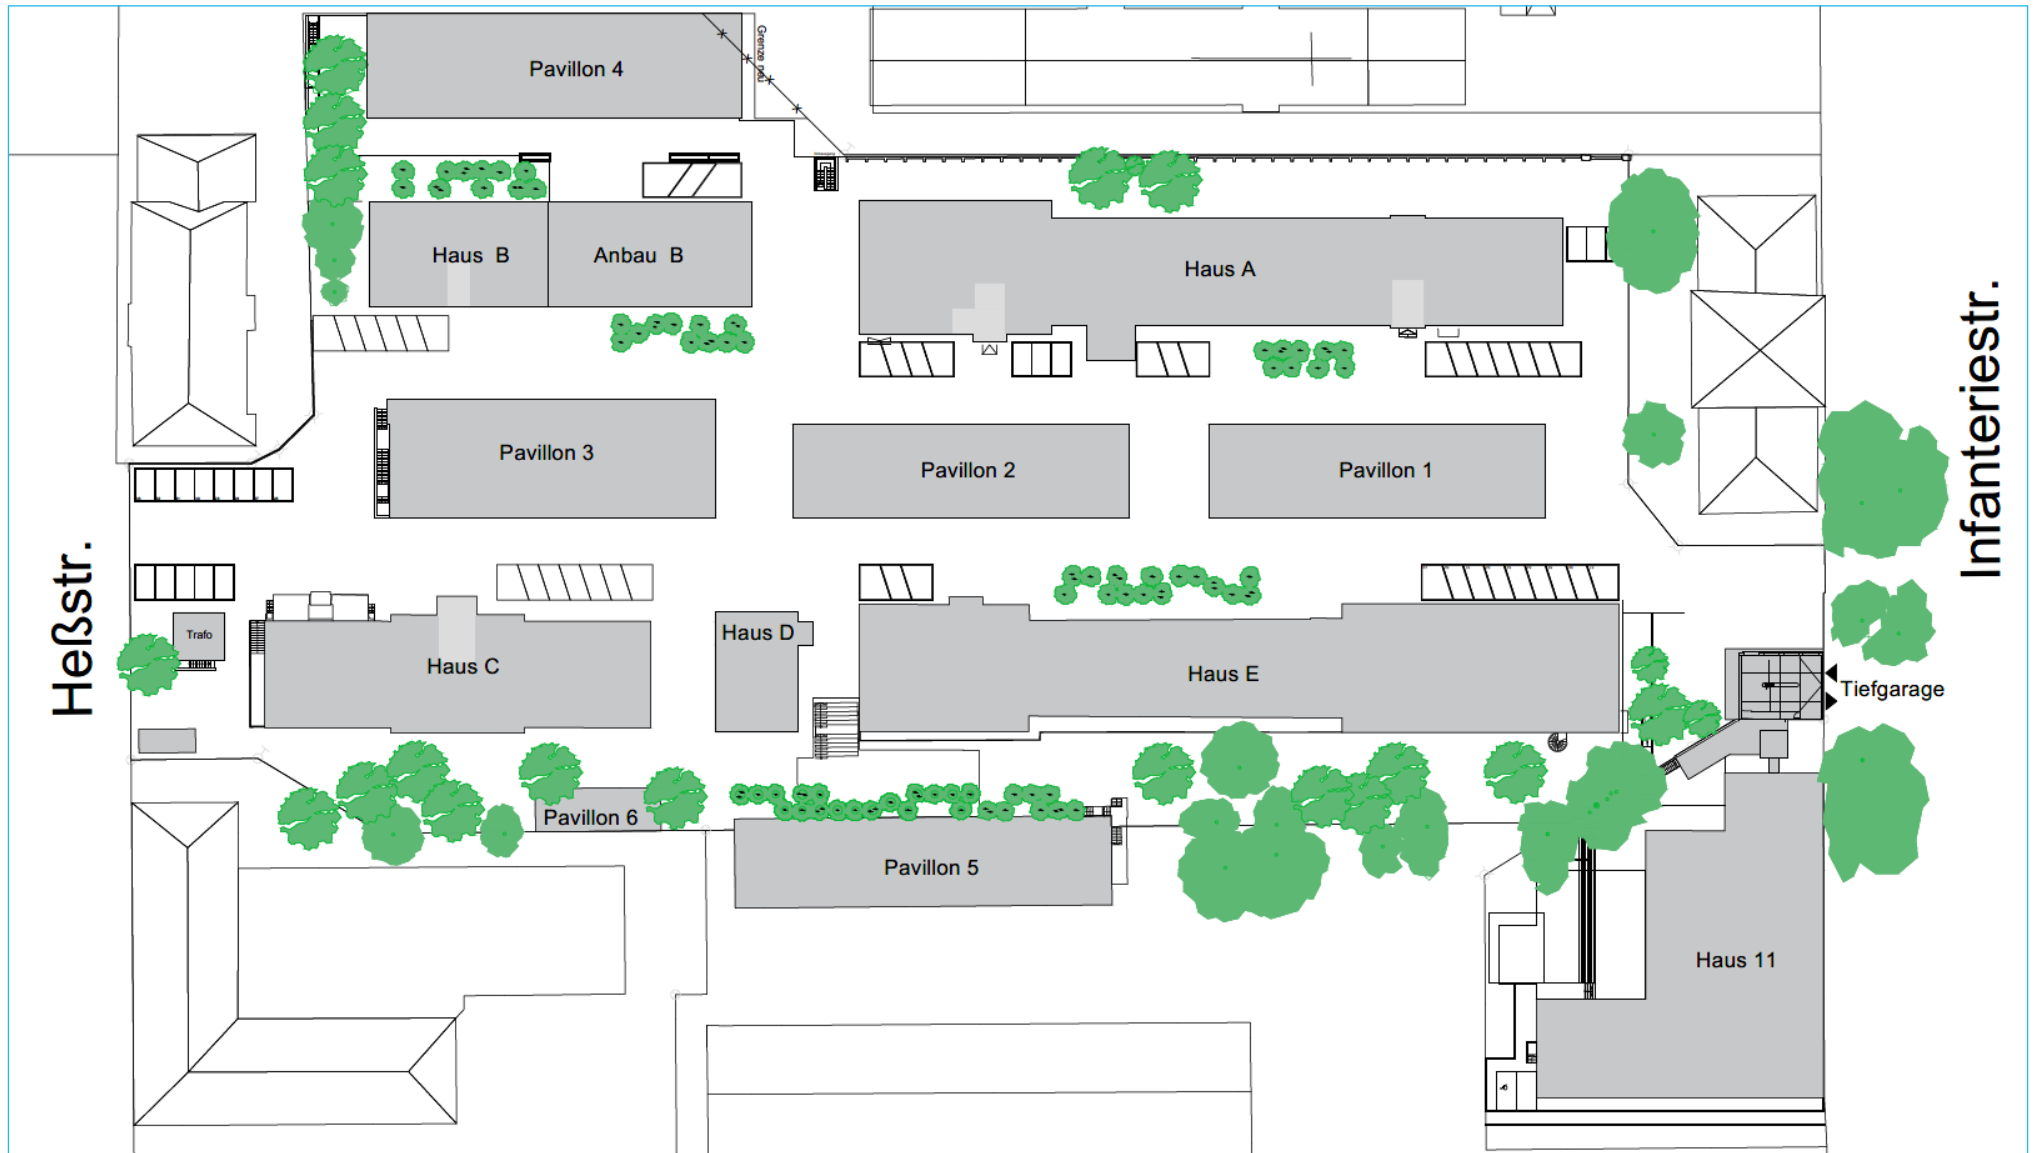 Pavillon 4
Grenze neu
Haus B
Anbau B
Haus A
Pavillon 3
Pavillon 2
Pavillon 1
Infanteriestr.
Heßstr.
Trafo
Haus C
Haus D
Haus E
Tiefgarage
Pavillon 6
Pavillon 5
Haus 11